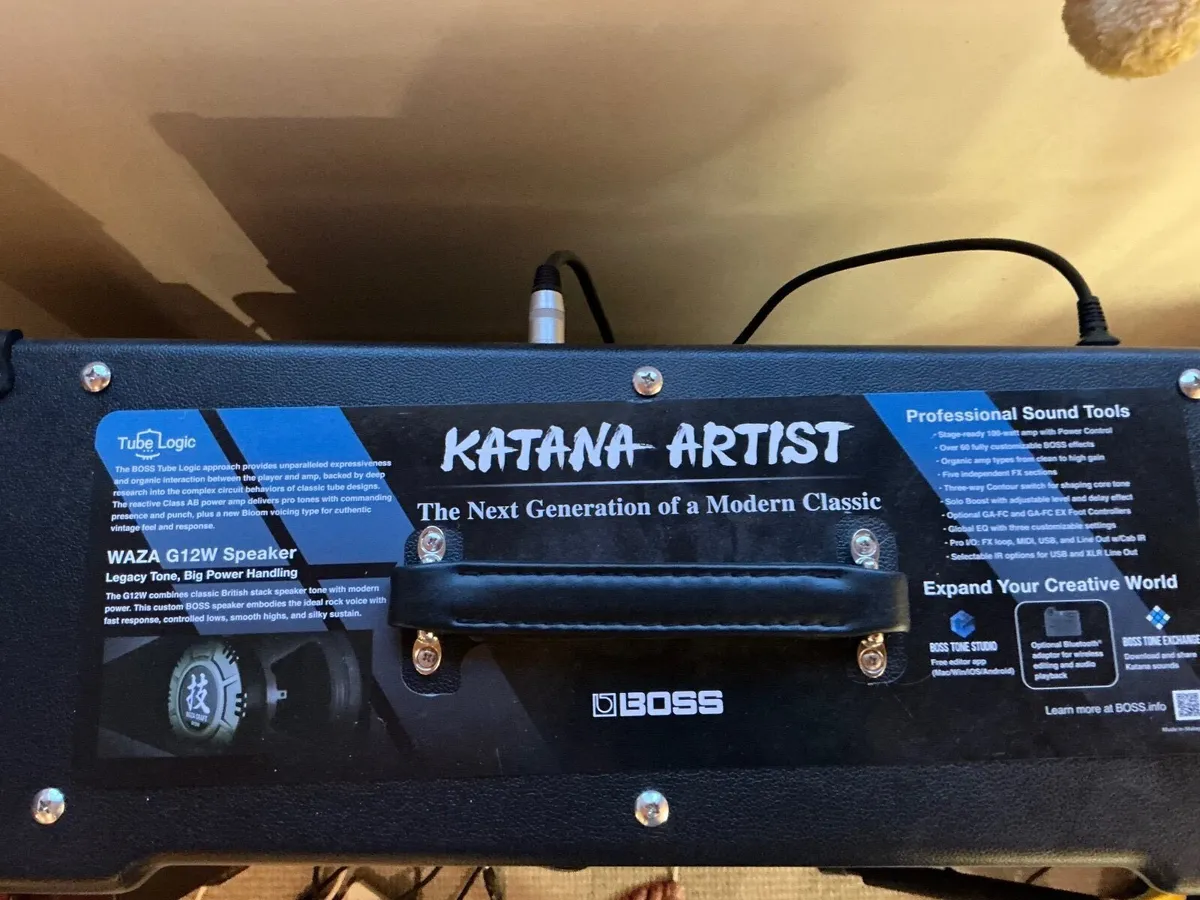 Tube Logic
The BOSS Tube Logic approach provides unparalleled expressiveness
and organic interaction between the player and amp, backed by deep
research into the complex circuit behaviors of classic tube designs.
The reactive Class AB power amp delivers pro tones with commanding
presence and punch, plus a new Bloom voicing type for cuthentic
vintage feel and response.
WAZA G12W Speaker
Legacy Tone, Big Power Handling
The G12W combines classic British stack speaker tone with modern
power. This custom BOSS speaker embodies the ideal rock voice with
fast response, controlled lows, smooth highs, and silky sustain.
技
WAZA CRAFT
KATANA ARTIST
The Next Generation of a Modern Classic
BOSS
Professional Sound Tools
- Stage-ready 100-watt amp with Power Control
- Over 60 fully customizable BOSS effects
- Organic amp types from clean to high gain
- Five independent FX sections
- Three-way Contour switch for shaping core tone
- Solo Boost with adjustable level and delay effect
- Optional GA-FC and GA-FC EX Foot Controllers
- Global EQ with three customizable settings
- Pro I/O: FX loop, MIDI, USB, and Line Out w/Cab IR
- Selectable IR options for USB and XLR Line Out
Expand Your Creative World
BOSS TONE STUDIO
Free editor app
(Mac/Win/iOS/Android)
Optional Bluetooth®
adaptor for wireless
editing and audio
playback
BOSS TONE EXCHANGE
Download and share
Katana sounds
Learn more at BOSS.info
Made in